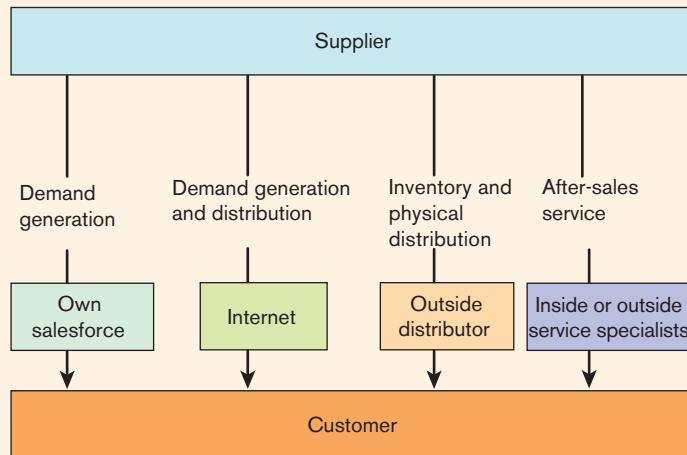 Supplier
Demand
generation
Demand generation
and distribution
Inventory and
physical
distribution
After-sales
service
Own
salesforce
Internet
Outside
distributor
Inside or outside
service specialists
Customer